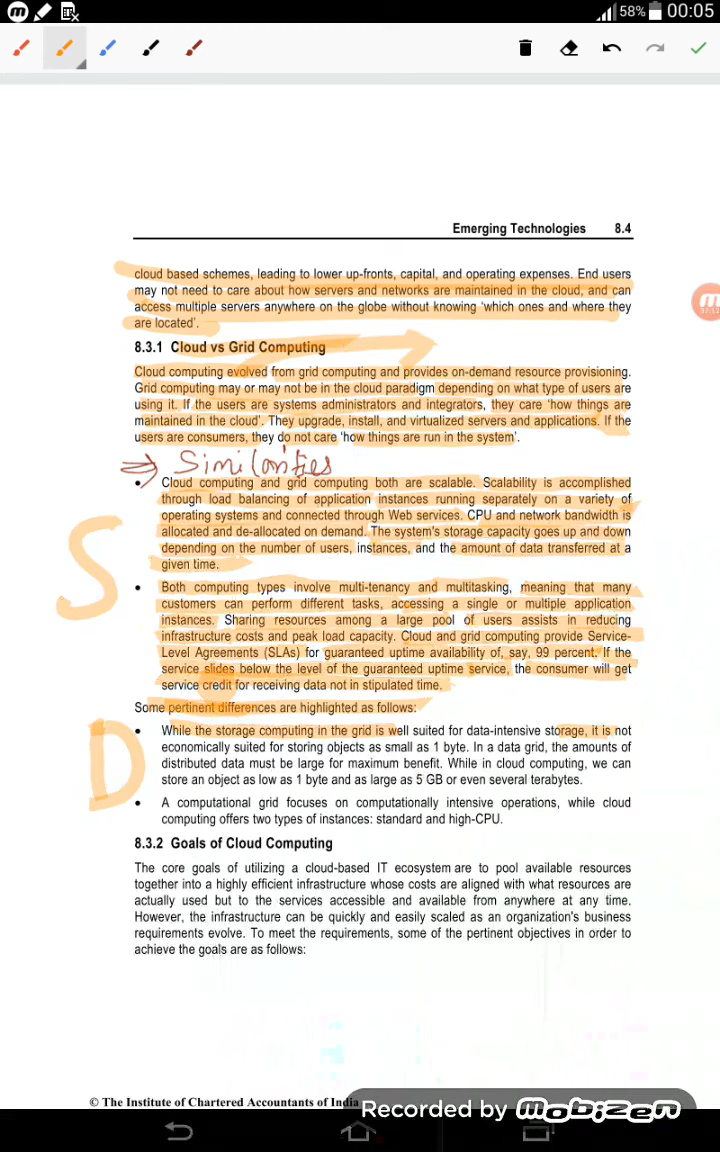 58% 00:05
Emerging Technologies 8.4
cloud based schemes, leading to lower up-fronts, capital, and operating expenses. End users
may not need to care about how servers and networks are maintained in the cloud, and can
access multiple servers anywhere on the globe without knowing 'which ones and where they
are located'.
8.3.1 Cloud vs Grid Computing
Cloud computing evolved from grid computing and provides on-demand resource provisioning.
Grid computing may or may not be in the cloud paradigm depending on what type of users are
using it. If the users are systems administrators and integrators, they care 'how things are
maintained in the cloud'. They upgrade, install, and virtualized servers and applications. If the
users are consumers, they do not care 'how things are run in the system'.
Similarities
• Cloud computing and grid computing both are scalable. Scalability is accomplished
through load balancing of application instances running separately on a variety of
operating systems and connected through Web services. CPU and network bandwidth is
allocated and de-allocated on demand. The system's storage capacity goes up and down
depending on the number of users, instances, and the amount of data transferred at a
given time.
S
• Both computing types involve multi-tenancy and multitasking, meaning that many
customers can perform different tasks, accessing a single or multiple application
instances. Sharing resources among a large pool of users assists in reducing
infrastructure costs and peak load capacity. Cloud and grid computing provide Service-
Level Agreements (SLAs) for guaranteed uptime availability of, say, 99 percent. If the
service slides below the level of the guaranteed uptime service, the consumer will get
service credit for receiving data not in stipulated time.
Some pertinent differences are highlighted as follows:
D
• While the storage computing in the grid is well suited for data-intensive storage, it is not
economically suited for storing objects as small as 1 byte. In a data grid, the amounts of
distributed data must be large for maximum benefit. While in cloud computing, we can
store an object as low as 1 byte and as large as 5 GB or even several terabytes.
• A computational grid focuses on computationally intensive operations, while cloud
computing offers two types of instances: standard and high-CPU.
8.3.2 Goals of Cloud Computing
The core goals of utilizing a cloud-based IT ecosystem are to pool available resources
together into a highly efficient infrastructure whose costs are aligned with what resources are
actually used but to the services accessible and available from anywhere at any time.
However, the infrastructure can be quickly and easily scaled as an organization's business
requirements evolve. To meet the requirements, some of the pertinent objectives in order to
achieve the goals are as follows:
© The Institute of Chartered Accountants of India
Recorded by mobizen